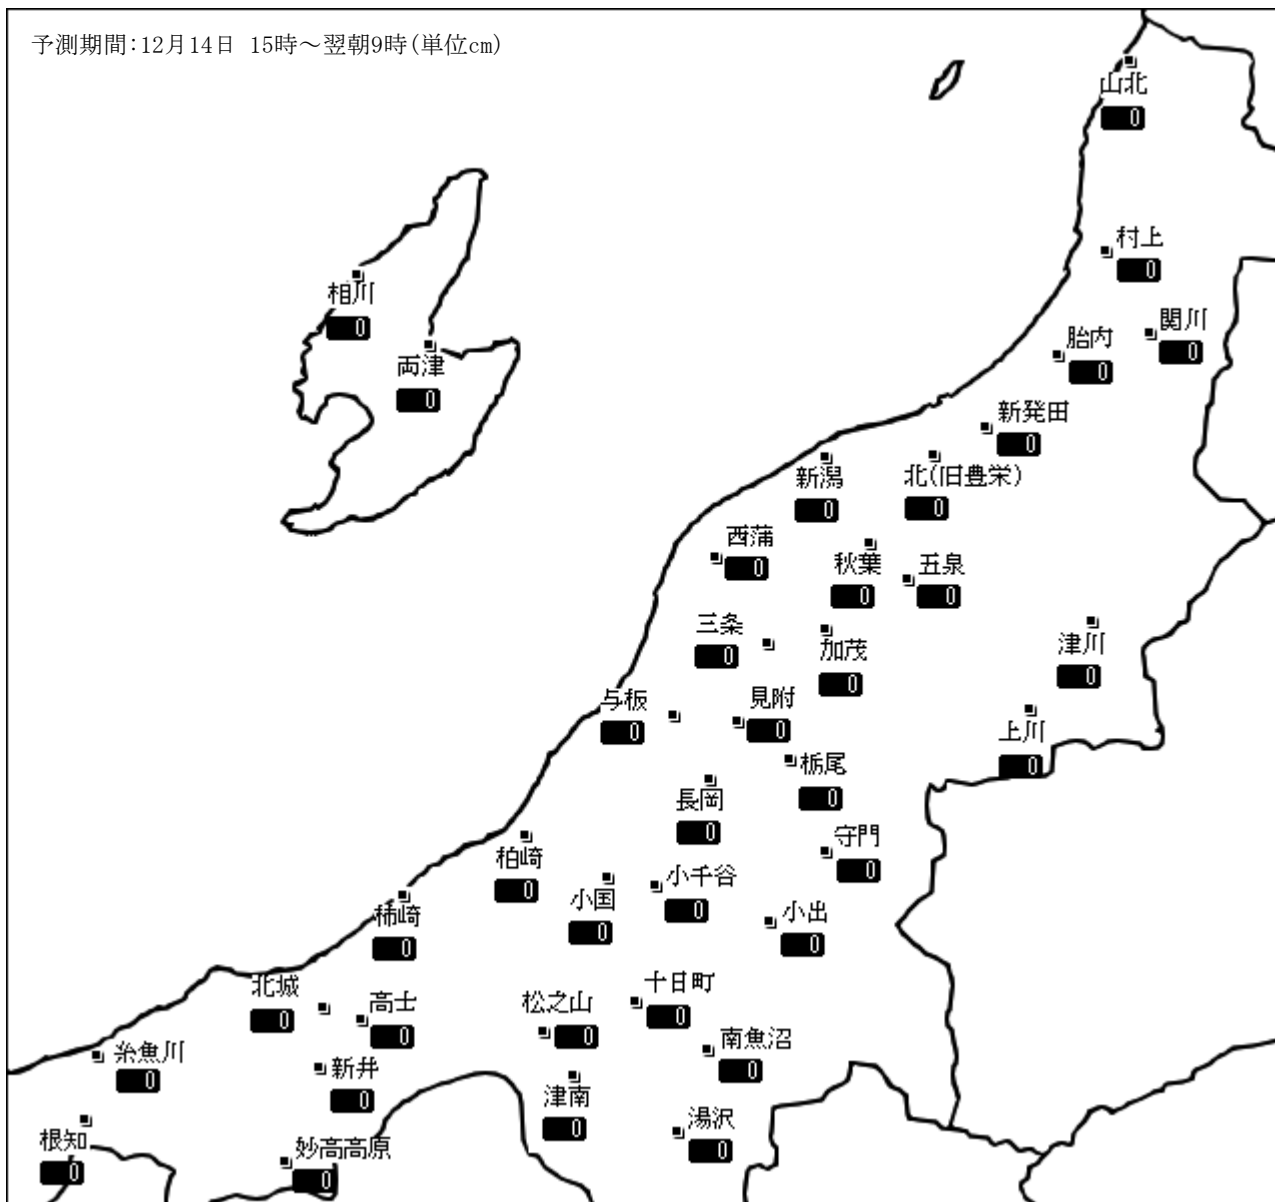 予測期間:12月14日 15時～翌朝9時(単位cm)
山北
0
村上
0
相川
0
関川
0
胎内
0
両津
0
新発田
0
新潟
0
北(旧豊栄)
0
西蒲
0
秋葉
0
五泉
0
三条
0
加茂
0
津川
0
与板
0
見附
0
上川
0
栃尾
0
長岡
0
守門
0
柏崎
0
小千谷
0
小国
0
小出
0
柿崎
0
北城
0
高士
0
松之山
0
十日町
0
南魚沼
0
糸魚川
0
新井
0
津南
0
湯沢
0
根知
0
妙高高原
0